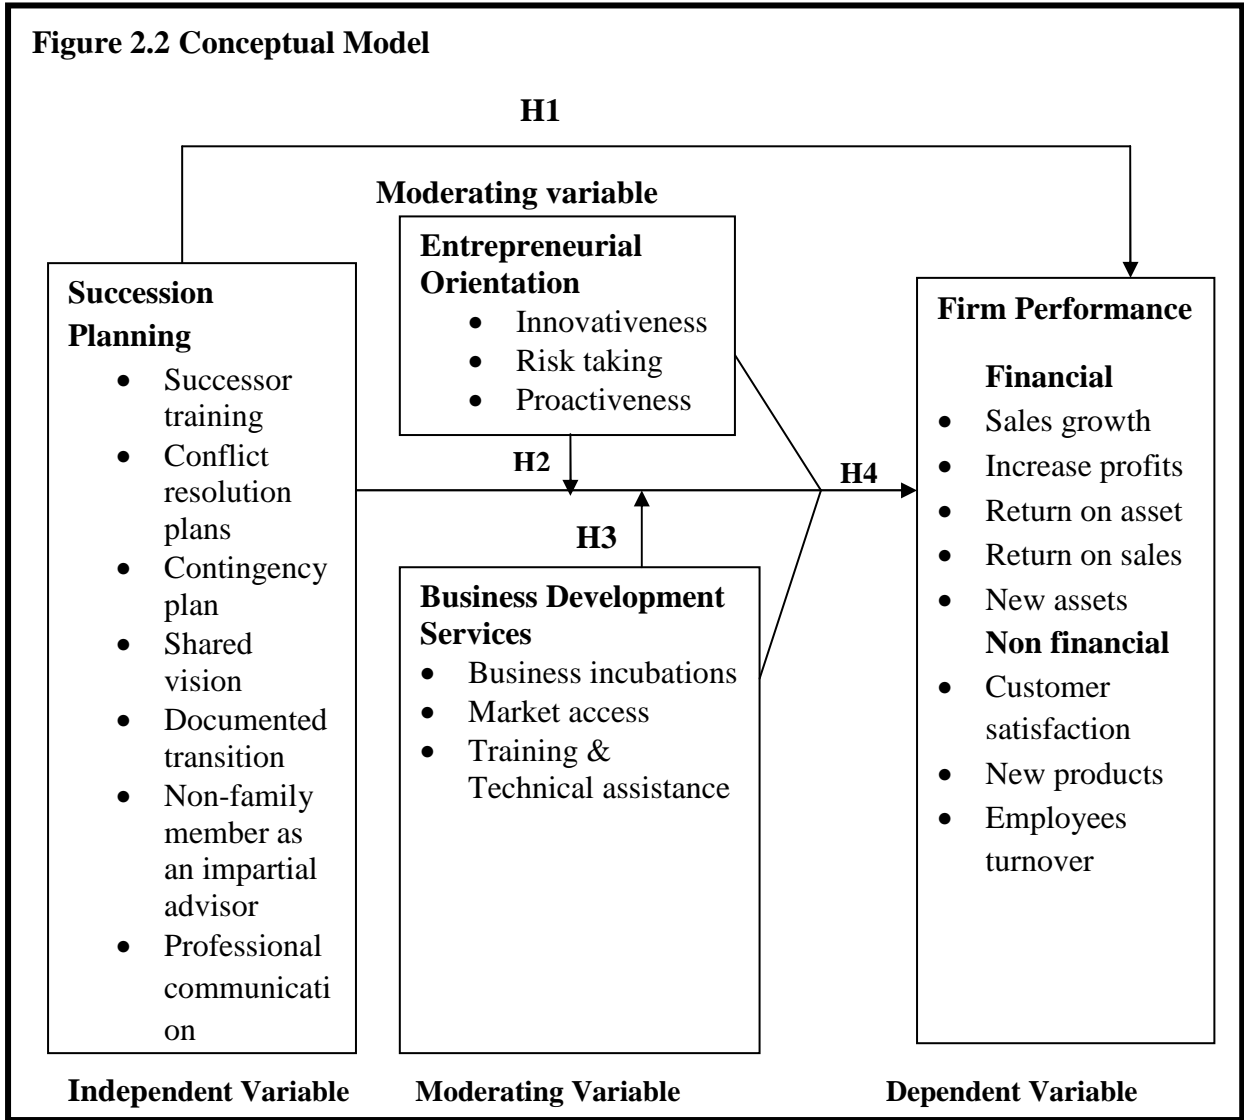 Figure 2.2 Conceptual Model
H1
Moderating variable
Succession
Planning
• Successor
training
• Conflict
resolution
plans
• Contingency
plan
• Shared
vision
• Documented
transition
• Non-family
member as
an impartial
advisor
• Professional
communicati
on
Independent Variable
Entrepreneurial
Orientation
• Innovativeness
• Risk taking
• Proactiveness
H2
H3
Business Development
Services
• Business incubations
• Market access
• Training &
Technical assistance
Moderating Variable
H4
Firm Performance
Financial
• Sales growth
• Increase profits
• Return on asset
• Return on sales
• New assets
Non financial
• Customer
satisfaction
• New products
• Employees
turnover
Dependent Variable